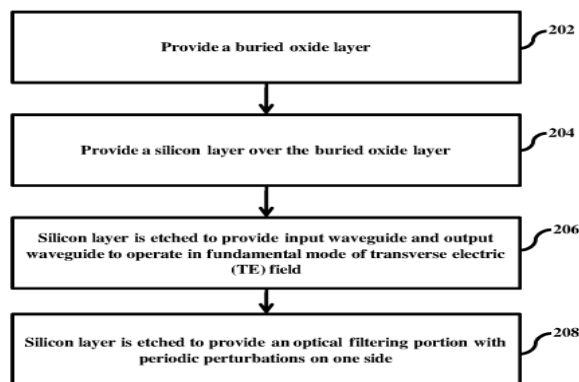 Provide a buried oxide layer
202
Provide a silicon layer over the buried oxide layer
204
Silicon layer is etched to provide input waveguide and output
waveguide to operate in fundamental mode of transverse electric
(TE) field
206
Silicon layer is etched to provide an optical filtering portion with
periodic perturbations on one side
208